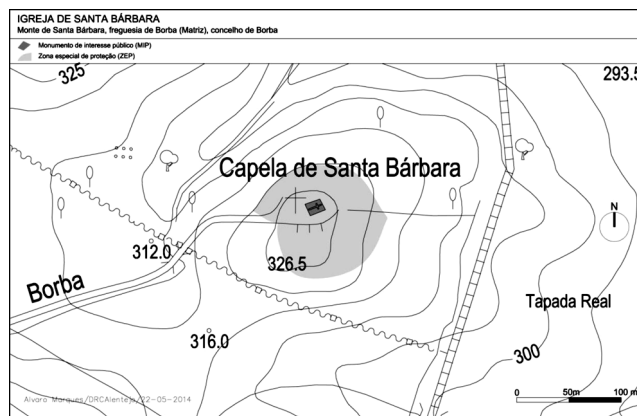 IGREJA DE SANTA BÁRBARA
Monte de Santa Bárbara, freguesia de Borba (Matriz), concelho de Borba
Monumento de interesse público (MIP)
Zona especial de proteção (ZEP)
325
293.5
Capela de Santa Bárbara
N
312.0
326.5
Borba
Tapada Real
316.0
300
Alvaro Marques/DRCAlentejo/22-05-2014
0 50m 100 m